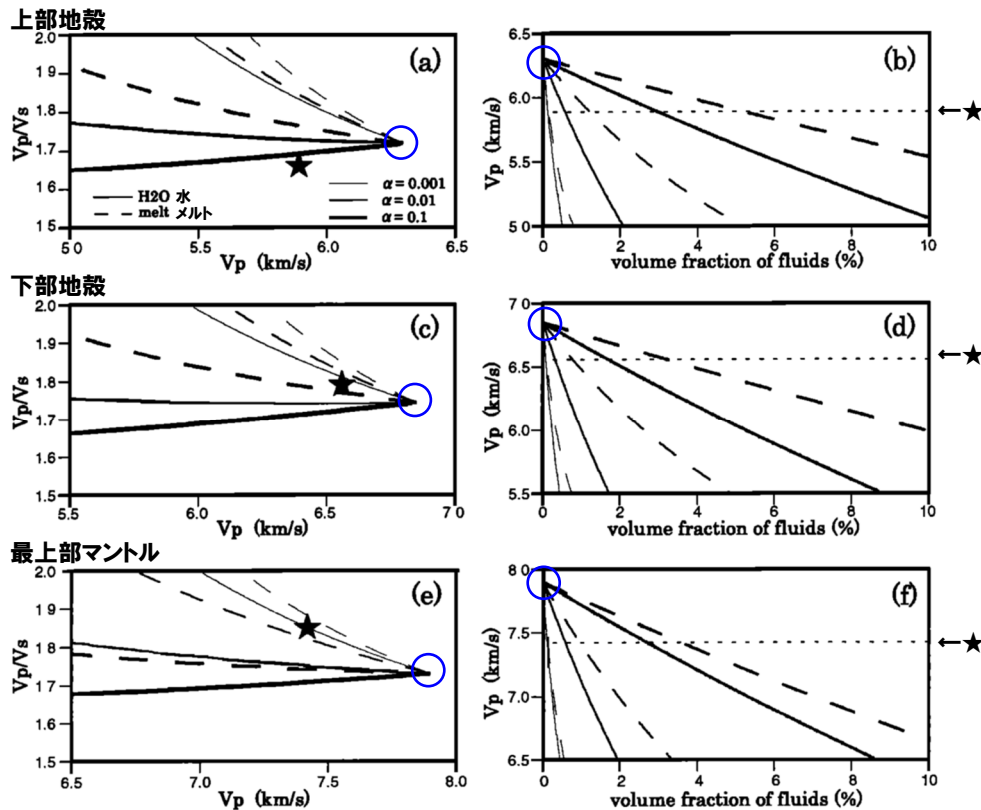 上部地殻
2.0
1.9
1.8
1.7
1.6
1.5
Vp/Vs
(a)
H2O 水
melt メルト
α = 0.001
α = 0.01
α = 0.1
5.0 5.5 6.0 6.5
Vp (km/s)
6.5
6.0
5.5
5.0
Vp (km/s)
(b)
←★
0 2 4 6 8 10
volume fraction of fluids (%)
下部地殻
2.0
1.9
1.8
1.7
1.6
1.5
Vp/Vs
(c)
5.5 6.0 6.5 7.0
Vp (km/s)
7.0
6.5
6.0
5.5
Vp (km/s)
(d)
←★
0 2 4 6 8 10
volume fraction of fluids (%)
最上部マントル
2.0
1.9
1.8
1.7
1.6
1.5
Vp/Vs
(e)
6.5 7.0 7.5 8.0
Vp (km/s)
8.0
7.5
7.0
6.5
Vp (km/s)
(f)
←★
0 2 4 6 8 10
volume fraction of fluids (%)